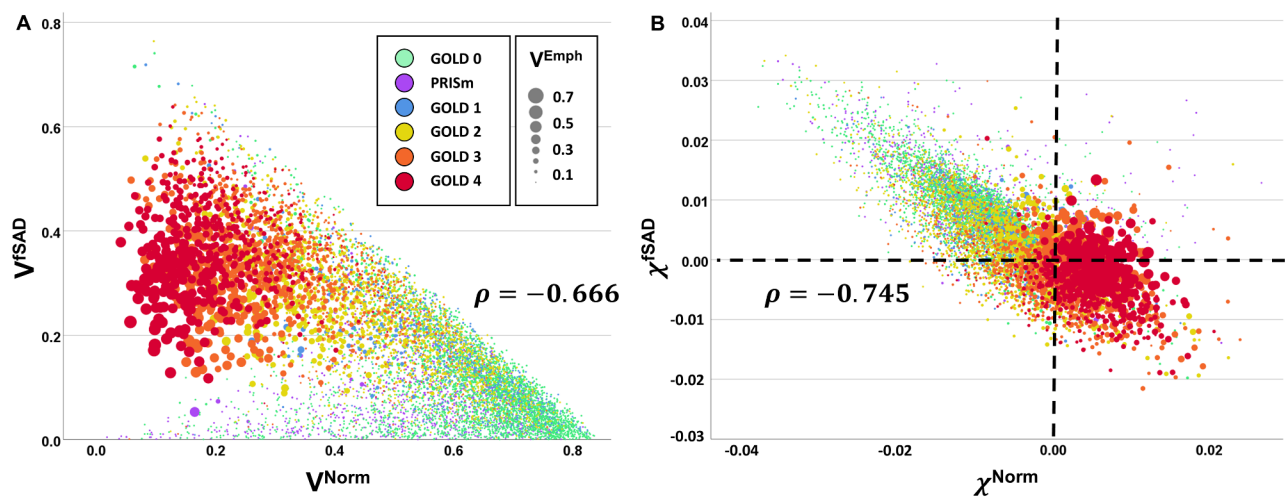 A
0.8
0.6
0.4
0.2
0.0
V^fSAD
0.0
0.2
0.4
0.6
0.8
V^Norm
GOLD 0
PRISm
GOLD 1
GOLD 2
GOLD 3
GOLD 4
V^Emph
0.7
0.5
0.3
0.1
ρ = −0.666
B
0.04
0.03
0.02
0.01
0.00
-0.01
-0.02
-0.03
χ^fSAD
-0.04
-0.02
0.00
0.02
χ^Norm
ρ = −0.745